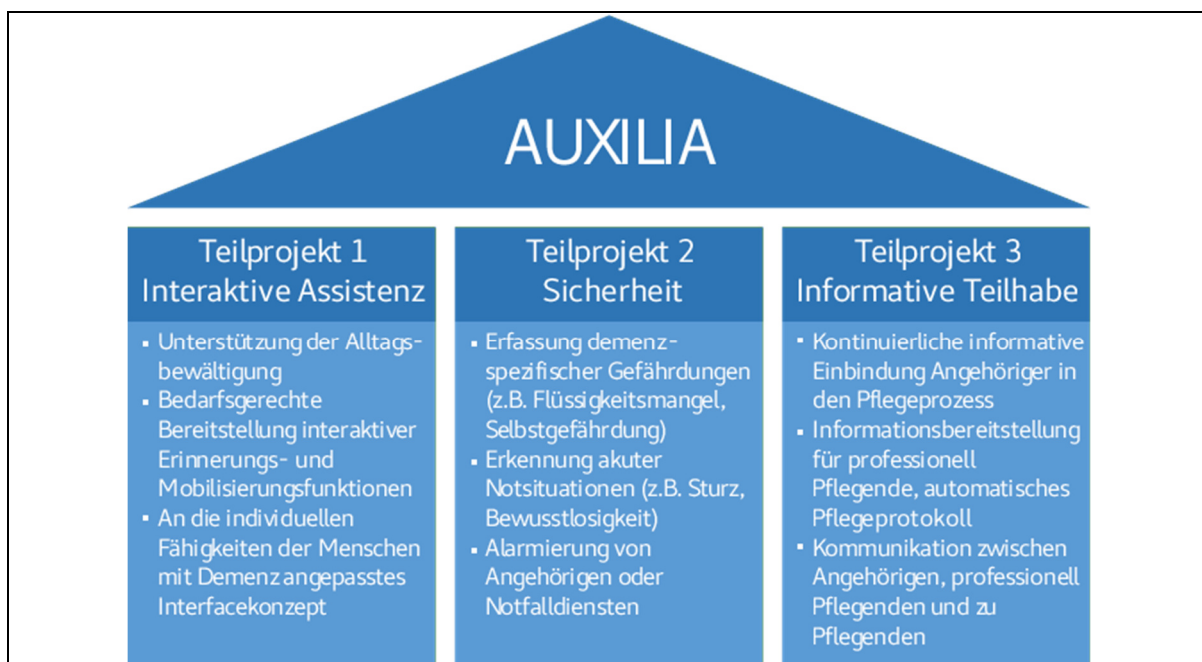 AUXILIA
Teilprojekt 1
Interaktive Assistenz
▪ Unterstützung der Alltags-
bewältigung
▪ Bedarfsgerechte
Bereitstellung interaktiver
Erinnerungs- und
Mobilisierungsfunktionen
▪ An die individuellen
Fähigkeiten der Menschen
mit Demenz angepasstes
Interfacekonzept
Teilprojekt 2
Sicherheit
▪ Erfassung demenz-
spezifischer Gefährdungen
(z.B. Flüssigkeitsmangel,
Selbstgefährdung)
▪ Erkennung akuter
Notsituationen (z.B. Sturz,
Bewusstlosigkeit)
▪ Alarmierung von
Angehörigen oder
Notfalldiensten
Teilprojekt 3
Informative Teilhabe
▪ Kontinuierliche informative
Einbindung Angehöriger in
den Pflegeprozess
▪ Informationsbereitstellung
für professionell
Pflegende, automatisches
Pflegeprotokoll
▪ Kommunikation zwischen
Angehörigen, professionell
Pflegenden und zu
Pflegenden